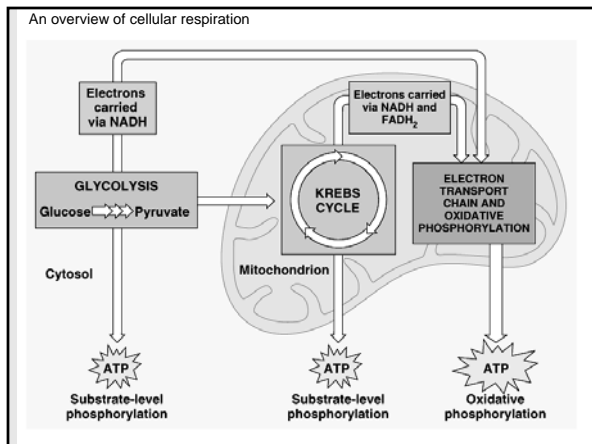 An overview of cellular respiration
Electrons
carried
via NADH
Electrons carried
via NADH and
FADH₂
GLYCOLYSIS
Glucose Pyruvate
KREBS
CYCLE
ELECTRON
TRANSPORT
CHAIN AND
OXIDATIVE
PHOSPHORYLATION
Cytosol
Mitochondrion
ATP
Substrate-level
phosphorylation
ATP
Substrate-level
phosphorylation
ATP
Oxidative
phosphorylation